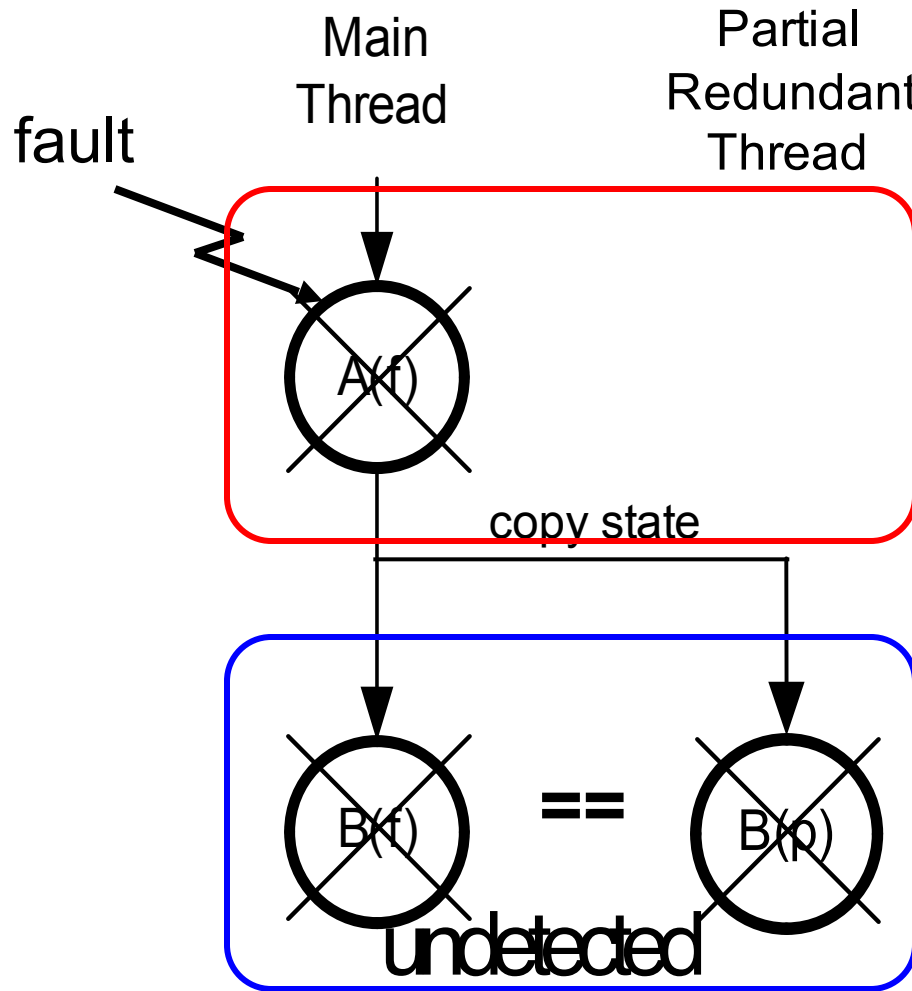 Main
Thread
Partial
Redundant
Thread
fault
A(f)
copy state
B(f)
==
B(p)
undetected